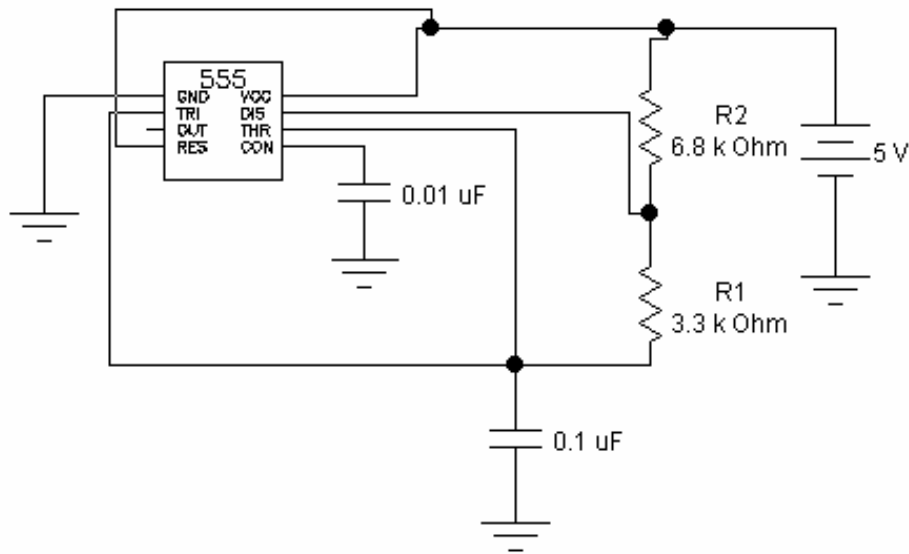 555
GND VCC
TRI DIS
OUT THR
RES CON
0.01 uF
R2
6.8 k Ohm
5 V
R1
3.3 k Ohm
0.1 uF